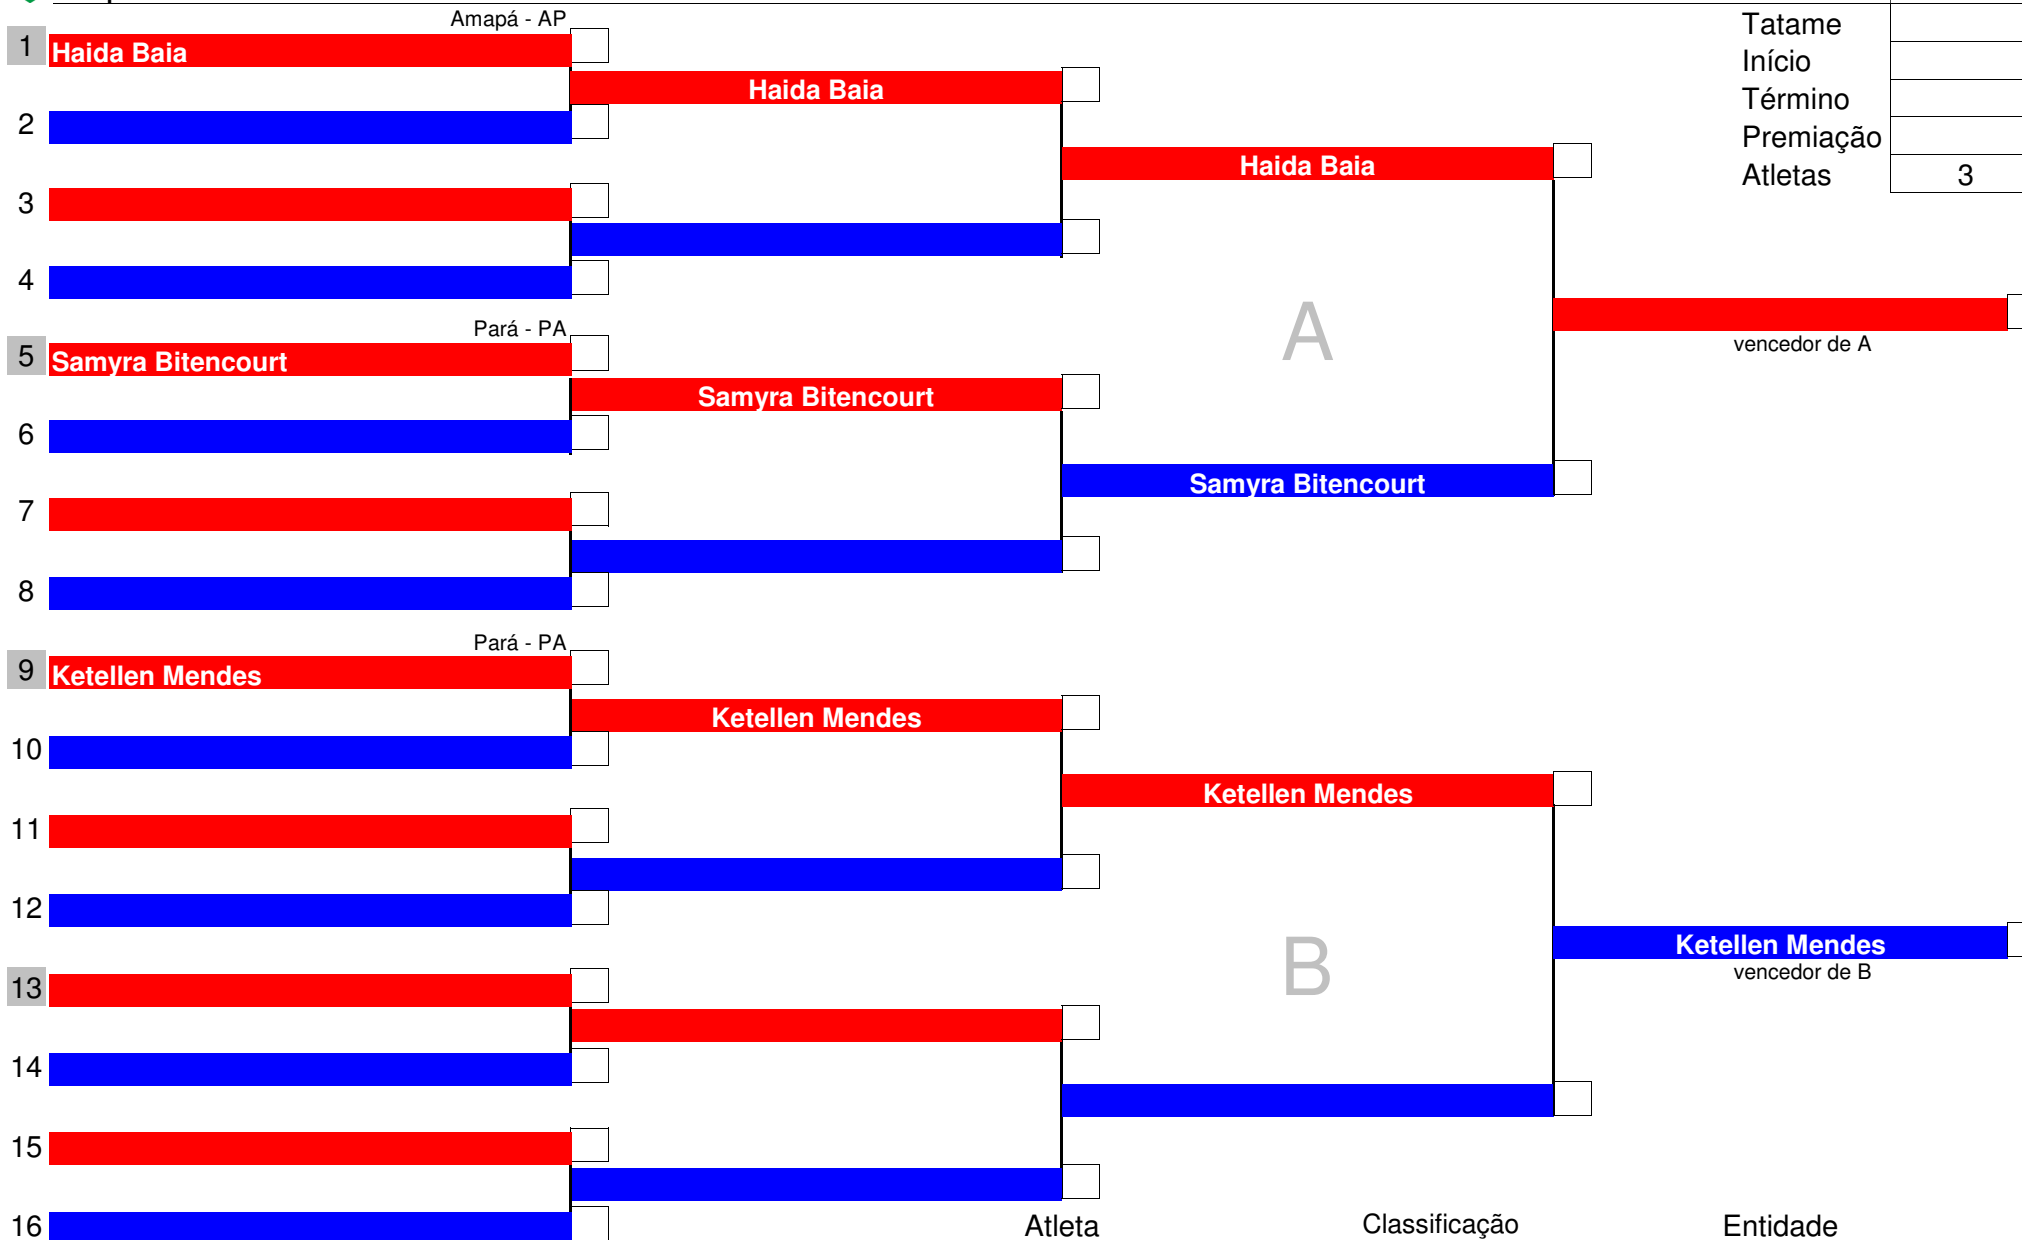 Amapá - AP
1 Haida Baia
Haida Baia
2
Haida Baia
3
4
Tatame
Início
Término
Premiação
Atletas 3
A
vencedor de A
Pará - PA
5 Samyra Bitencourt
Samyra Bitencourt
6
Samyra Bitencourt
7
8
Pará - PA
9 Ketellen Mendes
Ketellen Mendes
10
Ketellen Mendes
11
12
B
Ketellen Mendes
vencedor de B
13
14
15
16
Atleta Classificação Entidade